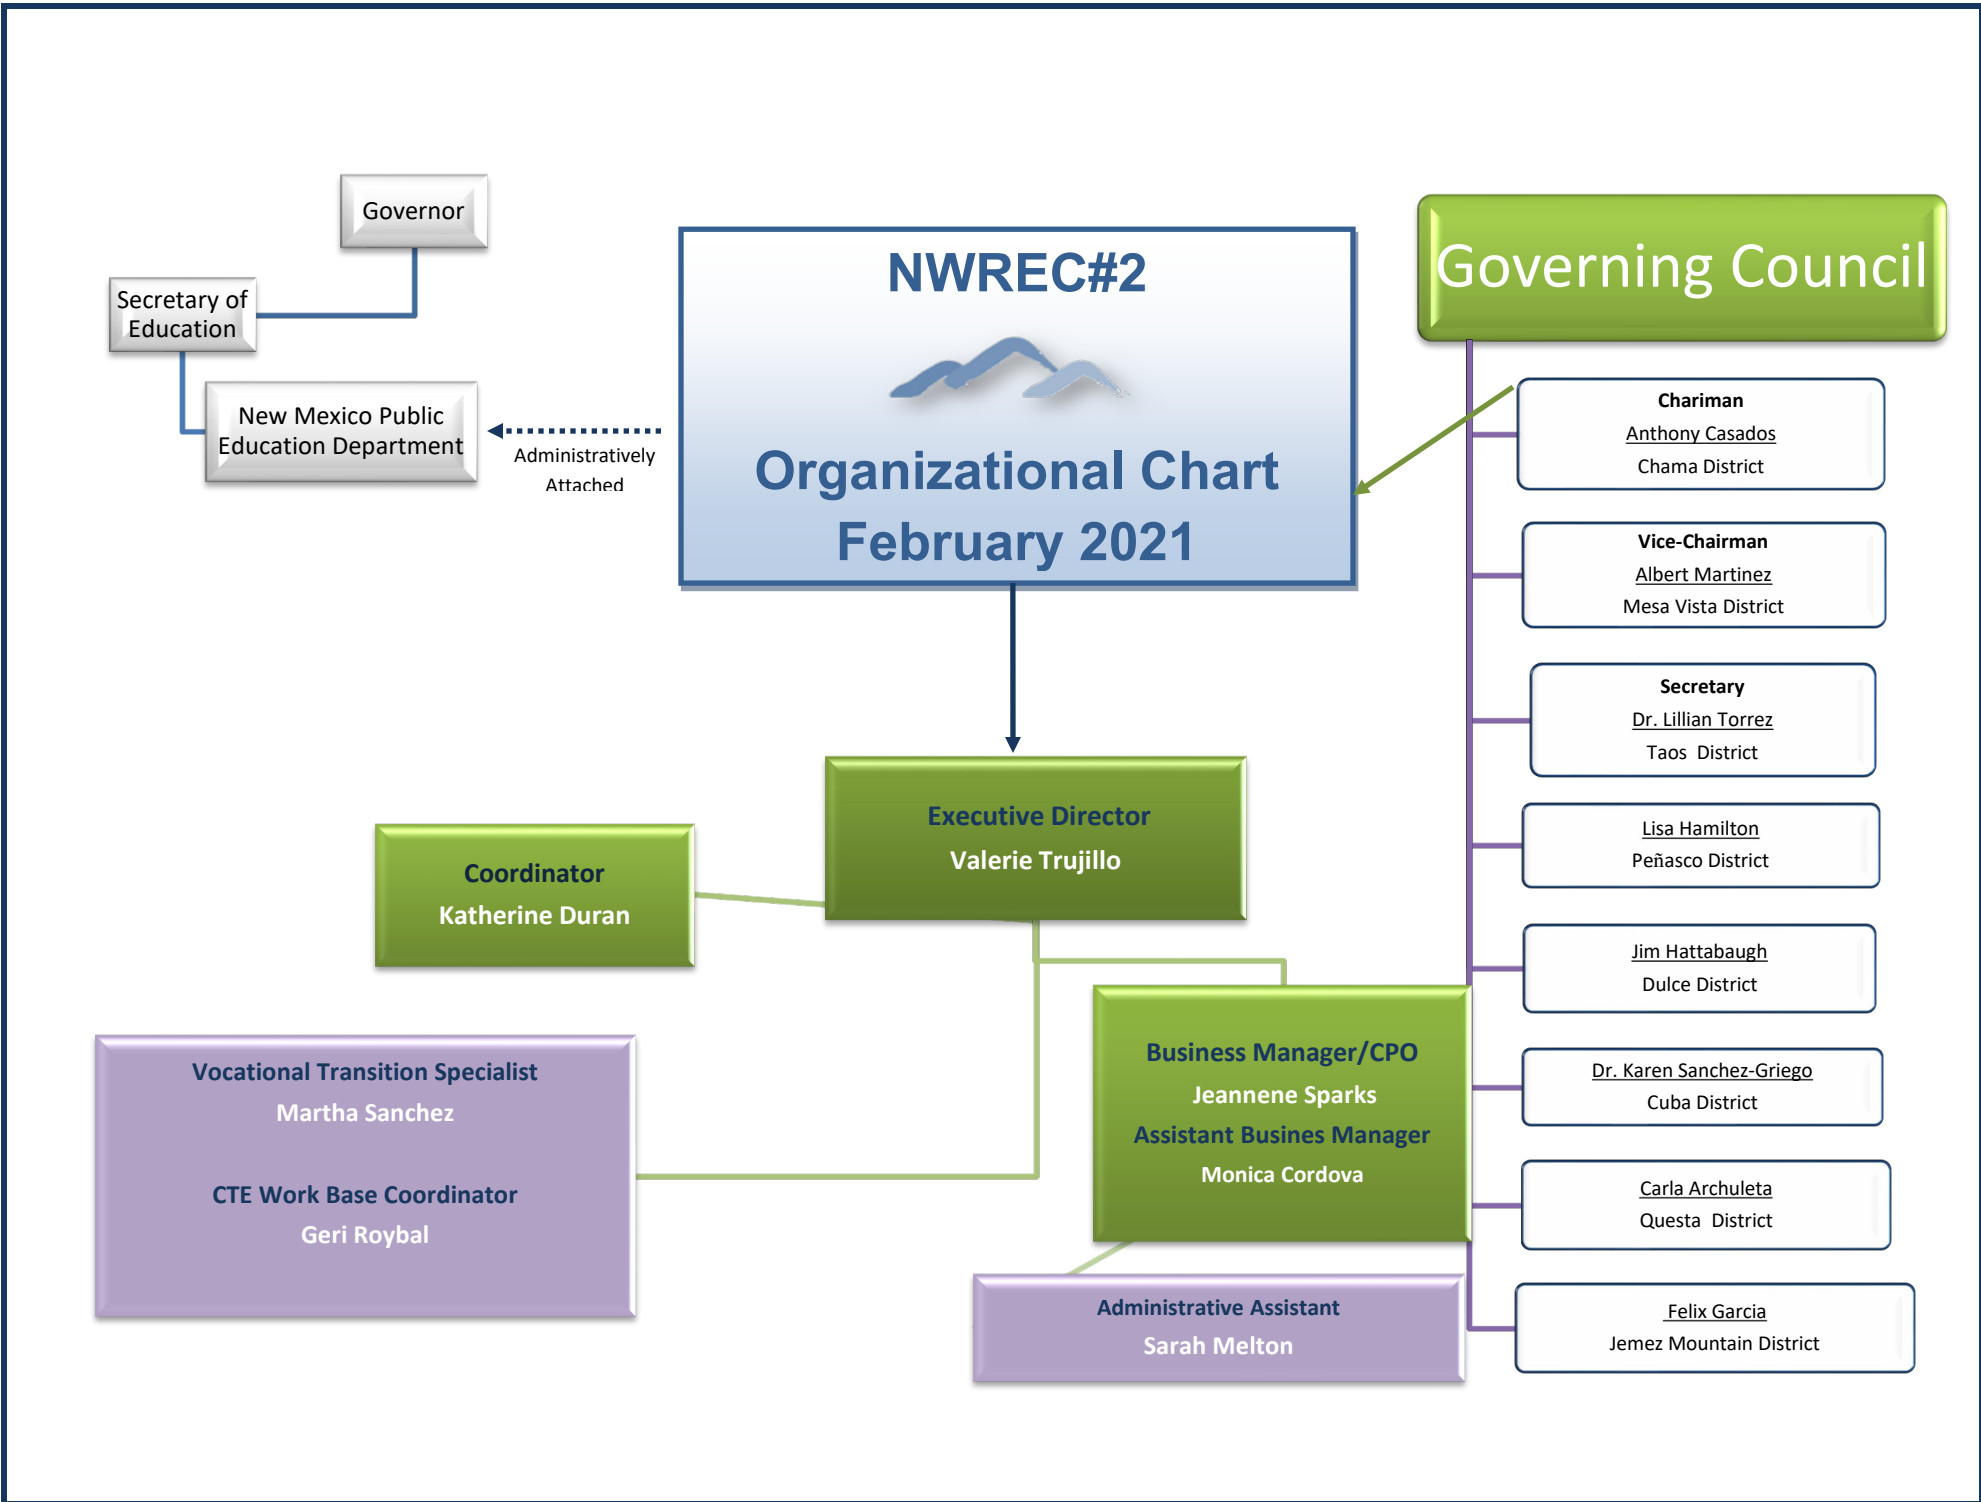 Governor
Secretary of
Education
New Mexico Public
Education Department
Administratively
Attached
NWREC#2
Organizational Chart
February 2021
Governing Council
Chariman
Anthony Casados
Chama District
Vice-Chairman
Albert Martinez
Mesa Vista District
Secretary
Dr. Lillian Torrez
Taos  District
Lisa Hamilton
Peñasco District
Jim Hattabaugh
Dulce District
Dr. Karen Sanchez-Griego
Cuba District
Carla Archuleta
Questa  District
Felix Garcia
Jemez Mountain District
Executive Director
Valerie Trujillo
Coordinator
Katherine Duran
Business Manager/CPO
Jeannene Sparks
Assistant Busines Manager
Monica Cordova
Vocational Transition Specialist
Martha Sanchez
CTE Work Base Coordinator
Geri Roybal
Administrative Assistant
Sarah Melton